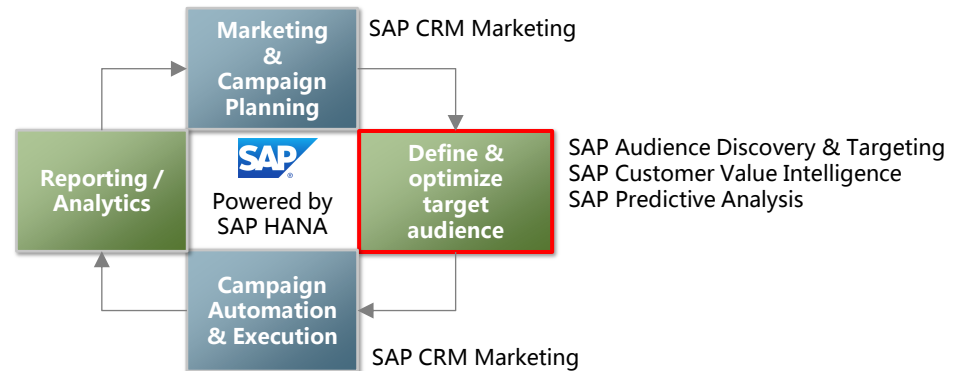 Marketing
&
Campaign
Planning
SAP CRM Marketing
Reporting /
Analytics
SAP
Powered by
SAP HANA
Define &
optimize
target
audience
SAP Audience Discovery & Targeting
SAP Customer Value Intelligence
SAP Predictive Analysis
Campaign
Automation
& Execution
SAP CRM Marketing